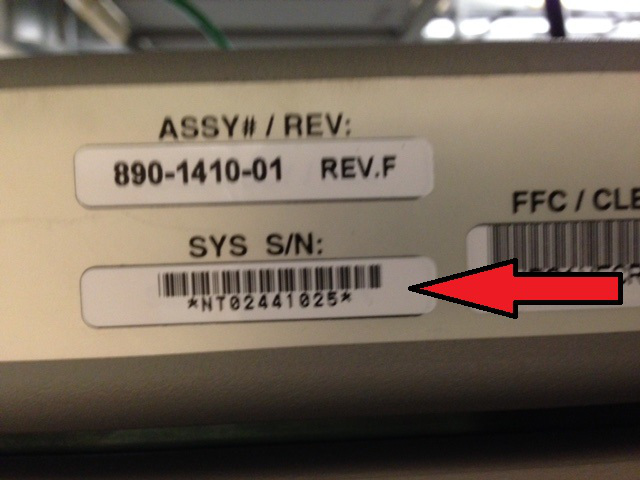 ASSY# / REV:
890-1410-01 REV.F
FFC / CLE
SYS S/N:
*NT02441025*